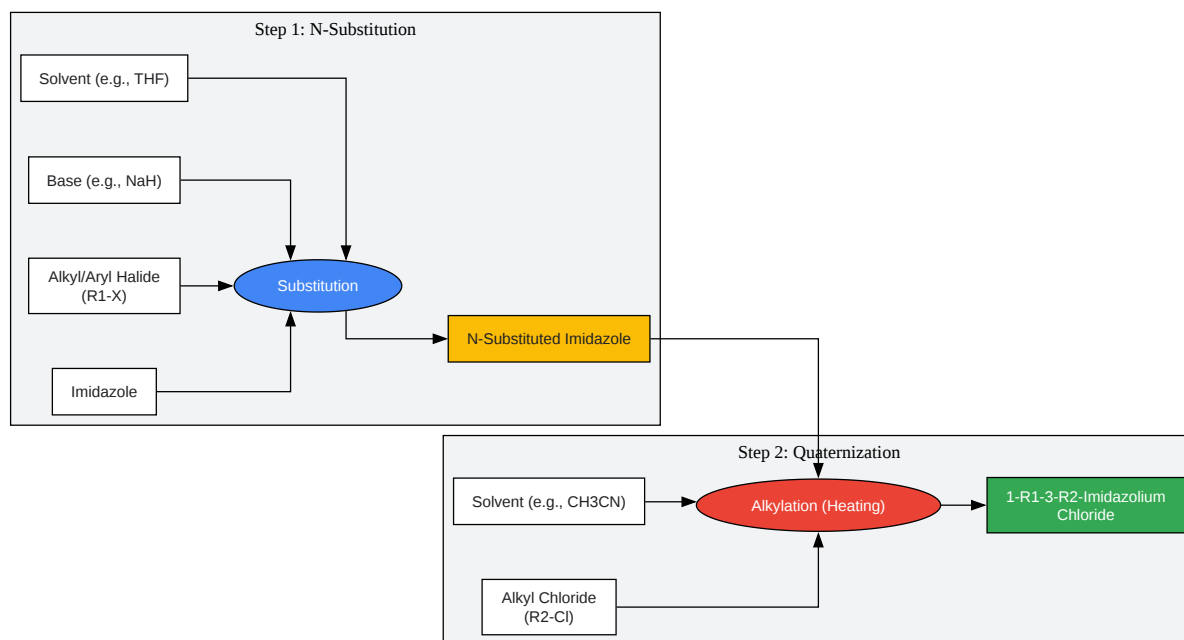 Step 1: N-Substitution
Solvent (e.g., THF)
Base (e.g., NaH)
Alkyl/Aryl Halide
(R1-X)
Substitution
N-Substituted Imidazole
Imidazole
Step 2: Quaternization
Solvent (e.g., CH3CN)
Alkylation (Heating)
1-R1-3-R2-Imidazolium
Chloride
Alkyl Chloride
(R2-Cl)